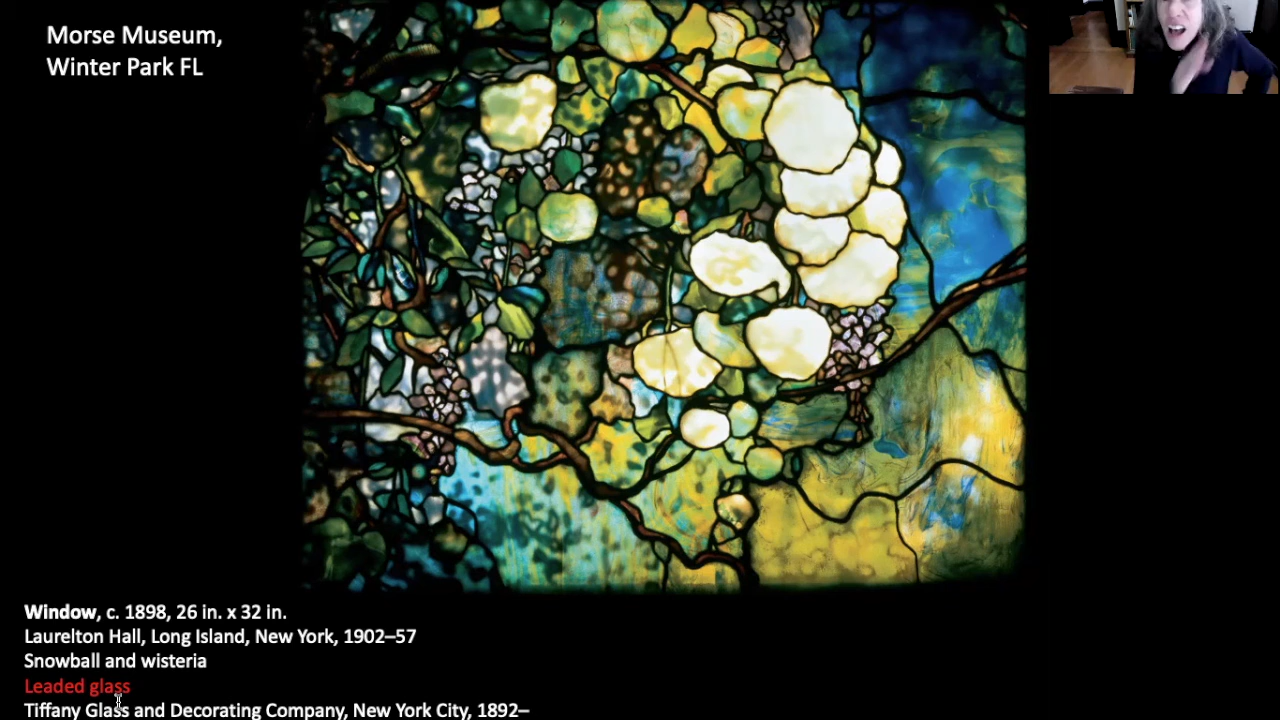 Morse Museum,
Winter Park FL
Window, c. 1898, 26 in. x 32 in.
Laurelton Hall, Long Island, New York, 1902–57
Snowball and wisteria
Leaded glass
Tiffany Glass and Decorating Company, New York City, 1892–